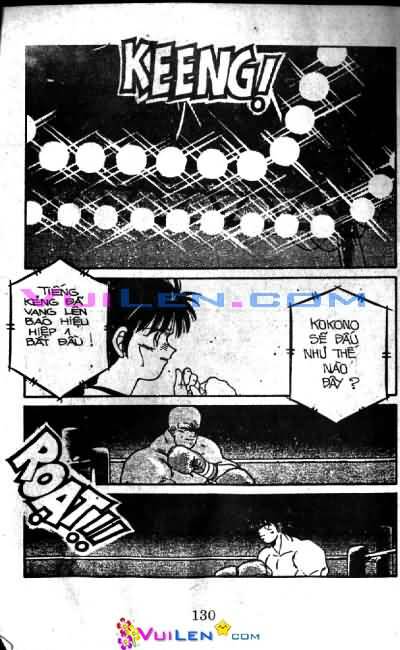 KEENG!
TIẾNG
KẺNG ĐÃ
VANG LÊN
BÁO HIỆU
HIỆP 1
BẮT ĐẦU !
KOKONO
SẼ ĐẤU
NHƯ THẾ
NÀO
ĐÂY ?
VUILEN.COM
ROAT!!!
130
VUILEN.COM